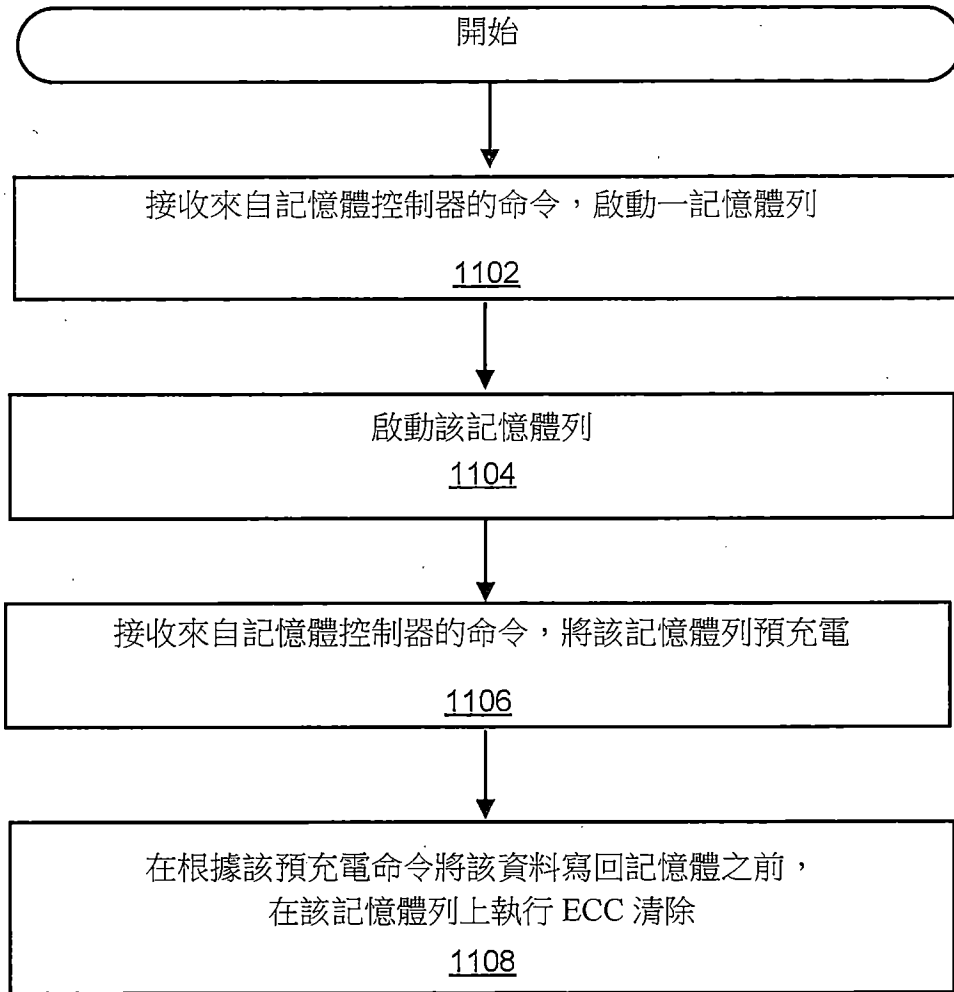 開始
接收來自記憶體控制器的命令，啟動一記憶體列
1102
啟動該記憶體列
1104
接收來自記憶體控制器的命令，將該記憶體列預充電
1106
在根據該預充電命令將該資料寫回記憶體之前，
在該記憶體列上執行 ECC 清除
1108